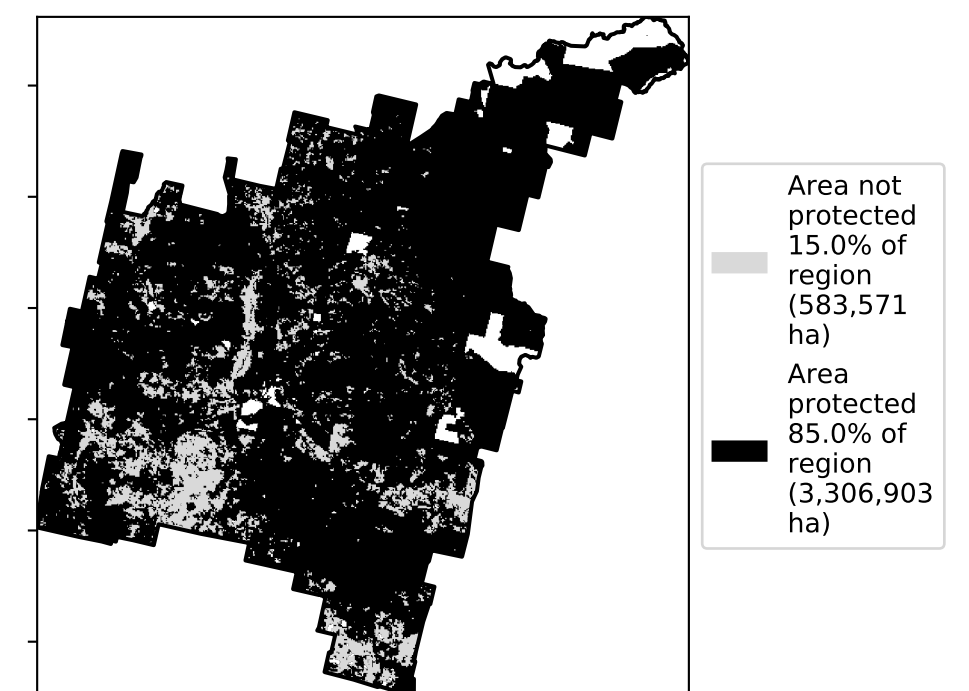 Area not
protected
15.0% of
region
(583,571
ha)
Area
protected
85.0% of
region
(3,306,903
ha)